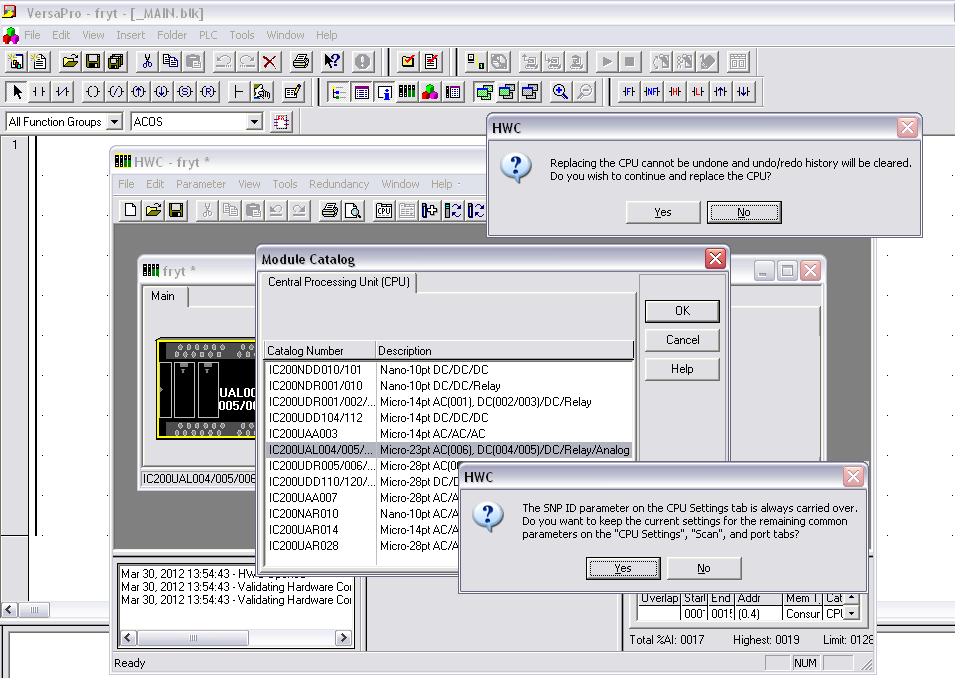 VersaPro - fryt - [_MAIN.blk]
File Edit View Insert Folder PLC Tools Window Help
All Function Groups ACOS
1
HWC - fryt *
File Edit Parameter View Tools Redundancy Window Help
CPU
fryt *
Main
UAL00
005/0
IC200UAL004/005/006
HWC
Replacing the CPU cannot be undone and undo/redo history will be cleared.
Do you wish to continue and replace the CPU?
Yes No
Module Catalog
Central Processing Unit (CPU)
OK
Cancel
Help
Catalog Number Description
IC200NDD010/101 Nano-10pt DC/DC/DC
IC200NDR001/010 Nano-10pt DC/DC/Relay
IC200UDR001/002/... Micro-14pt AC(001), DC(002/003)/DC/Relay
IC200UDD104/112 Micro-14pt DC/DC/DC
IC200UAA003 Micro-14pt AC/AC/AC
IC200UAL004/005/... Micro-23pt AC(006), DC(004/005)/DC/Relay/Analog
IC200UDR005/006/... Micro-28pt AC(0
IC200UDD110/120/... Micro-28pt DC/D
IC200UAA007 Micro-28pt AC/A
IC200NAR010 Nano-10pt AC/A
IC200UAR014 Micro-14pt AC/A
IC200UAR028 Micro-28pt AC/A
HWC
The SNP ID parameter on the CPU Settings tab is always carried over.
Do you want to keep the current settings for the remaining common
parameters on the "CPU Settings", "Scan", and port tabs?
Yes No
Mar 30, 2012 13:54:43 - HWC Opened
Mar 30, 2012 13:54:43 - Validating Hardware Co
Mar 30, 2012 13:54:43 - Validating Hardware Co
Overlap Start End Addr Mem T Cat
0001 0015 (0.4) Consur CPU
Total %AI: 0017 Highest: 0019 Limit: 0128
Ready NUM